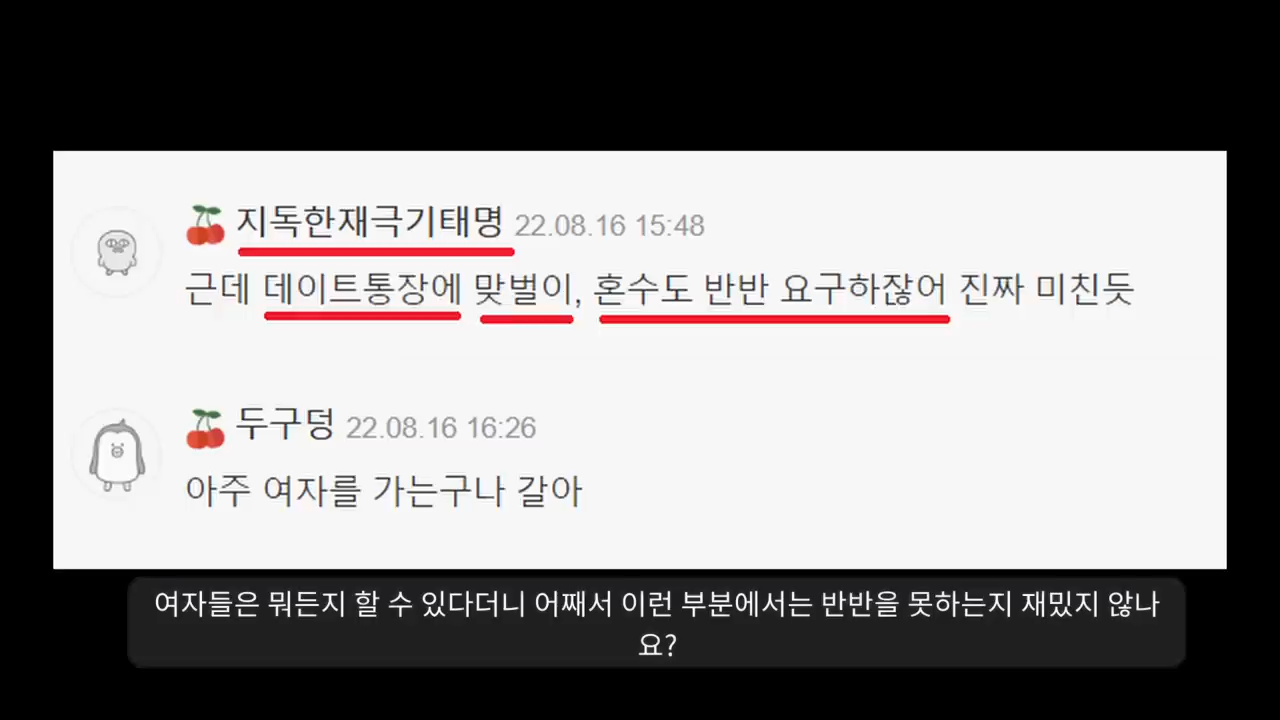 지독한재극기태명 22.08.16 15:48
근데 데이트통장에 맞벌이, 혼수도 반반 요구하잖어 진짜 미친듯
두구덩 22.08.16 16:26
아주 여자를 가는구나 갈아
여자들은 뭐든지 할 수 있다더니 어째서 이런 부분에서는 반반을 못하는지 재밌지 않나
요?